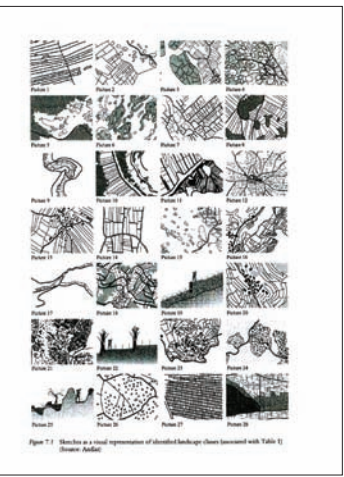 Picture 1 Picture 2 Picture 3 Picture 4
Picture 5 Picture 6 Picture 7 Picture 8
Picture 9 Picture 10 Picture 11 Picture 12
Picture 13 Picture 14 Picture 15 Picture 16
Picture 17 Picture 18 Picture 19 Picture 20
Picture 21 Picture 22 Picture 23 Picture 24
Picture 25 Picture 26 Picture 27 Picture 28
Figure 7.1 Sketches as a visual representation of identified landscape classes (associated with Table 1)
(Source: Andlar)